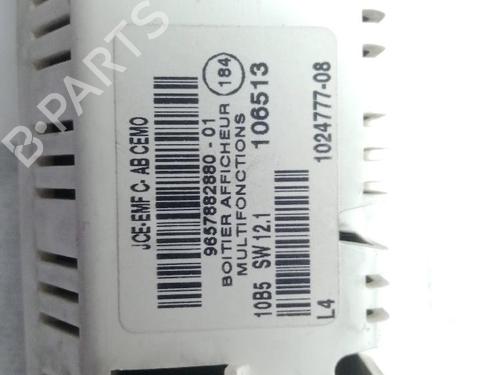 B-PARTS
JCE-EMF C- AB CEMO
9657882880-01
BOITIER AFFICHEUR
MULTIFONCTIONS
184
106513
10B5 SW 12.1
1024777-08
L4